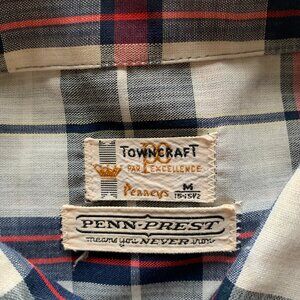 TOWNCRAFT
PAR EXCELLENCE
Penneys
M
15-15½
PENN-PREST
means you NEVER iron